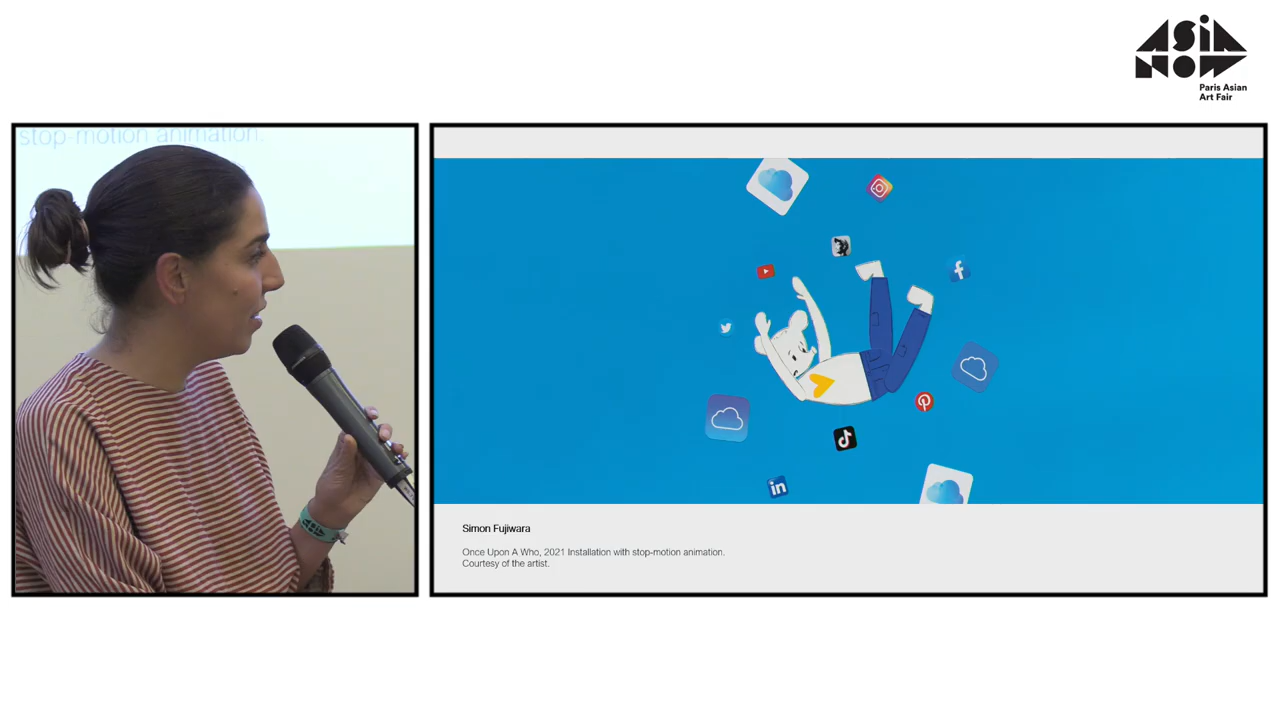 ASIA
NOW
Paris Asian
Art Fair
stop-motion animation.
in
Simon Fujiwara
Once Upon A Who, 2021 Installation with stop-motion animation.
Courtesy of the artist.